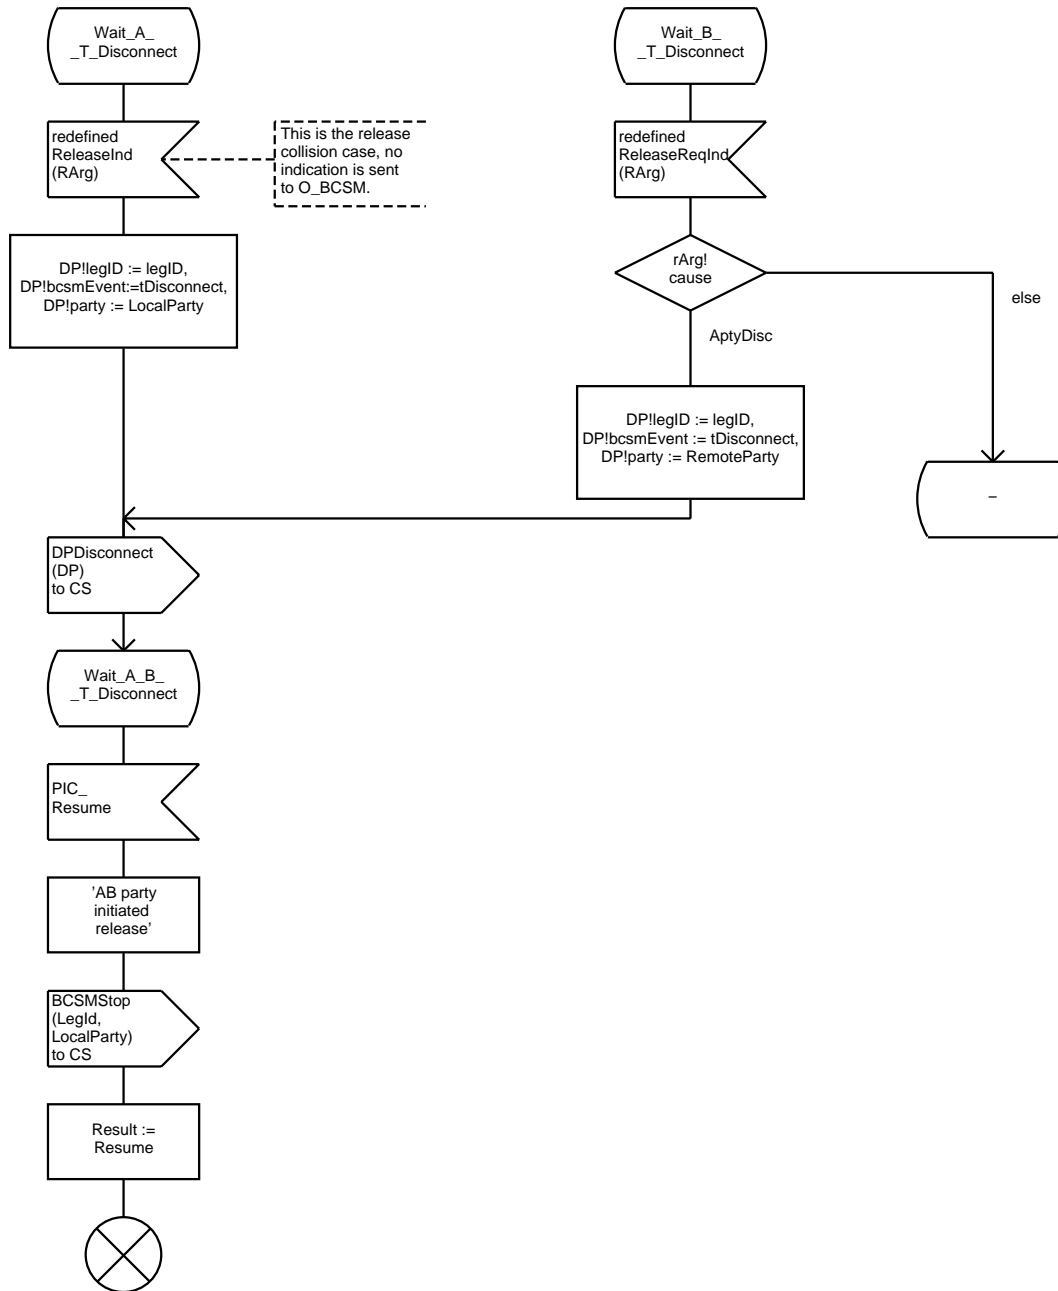 Wait_A_
_T_Disconnect
redefined
ReleaseInd
(RArg)
This is the release
collision case, no
indication is sent
to O_BCSM.
DP!legID := legID,
DP!bcsmEvent:=tDisconnect,
DP!party := LocalParty
Wait_B_
_T_Disconnect
redefined
ReleaseReqInd
(RArg)
rArg!
cause
else
AptyDisc
DP!legID := legID,
DP!bcsmEvent := tDisconnect,
DP!party := RemoteParty
–
DPDisconnect
(DP)
to CS
Wait_A_B_
_T_Disconnect
PIC_
Resume
’AB party
initiated
release’
BCSMStop
(LegId,
LocalParty)
to CS
Result :=
Resume